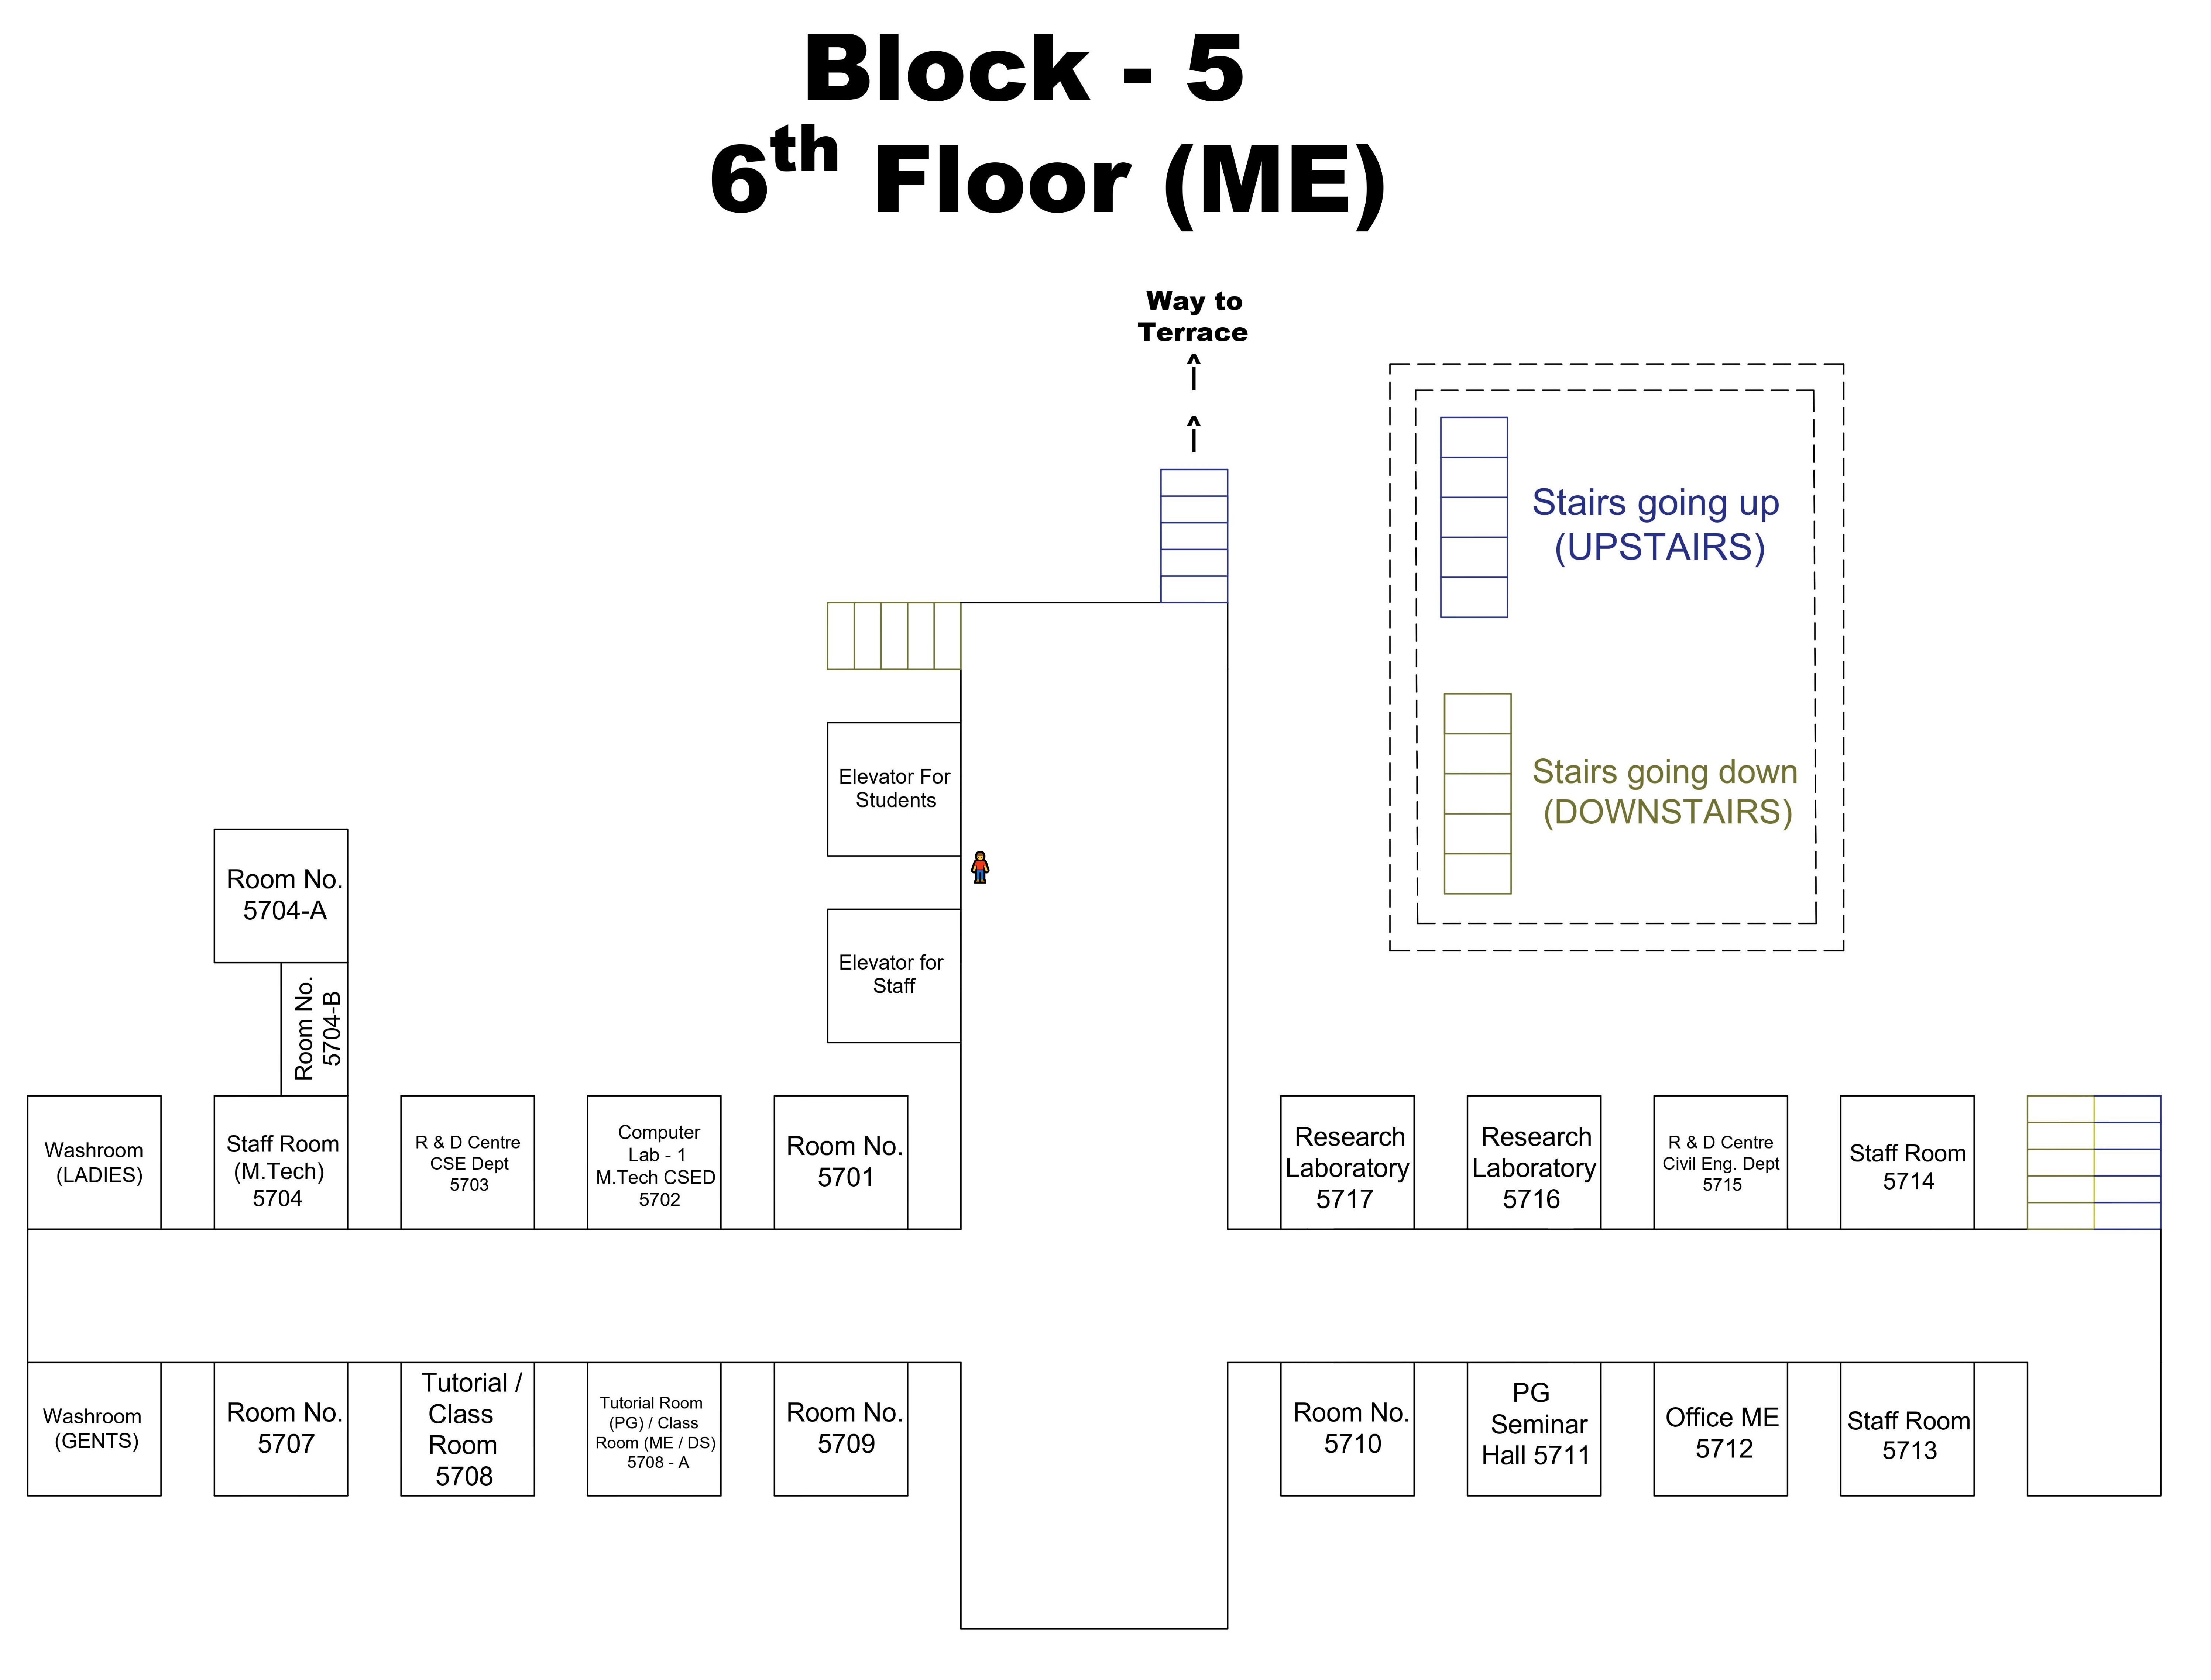 Block - 5
6th Floor (ME)
Way to
Terrace
Stairs going up
(UPSTAIRS)
Stairs going down
(DOWNSTAIRS)
Elevator For
Students
Elevator for
Staff
Room No.
5704-A
Room No.
5704-B
Washroom
(LADIES)
Staff Room
(M.Tech)
5704
R & D Centre
CSE Dept
5703
Computer
Lab - 1
M.Tech CSED
5702
Room No.
5701
Research
Laboratory
5717
Research
Laboratory
5716
R & D Centre
Civil Eng. Dept
5715
Staff Room
5714
Washroom
(GENTS)
Room No.
5707
Tutorial /
Class
Room
5708
Tutorial Room
(PG) / Class
Room (ME / DS)
5708 - A
Room No.
5709
Room No.
5710
PG
Seminar
Hall 5711
Office ME
5712
Staff Room
5713